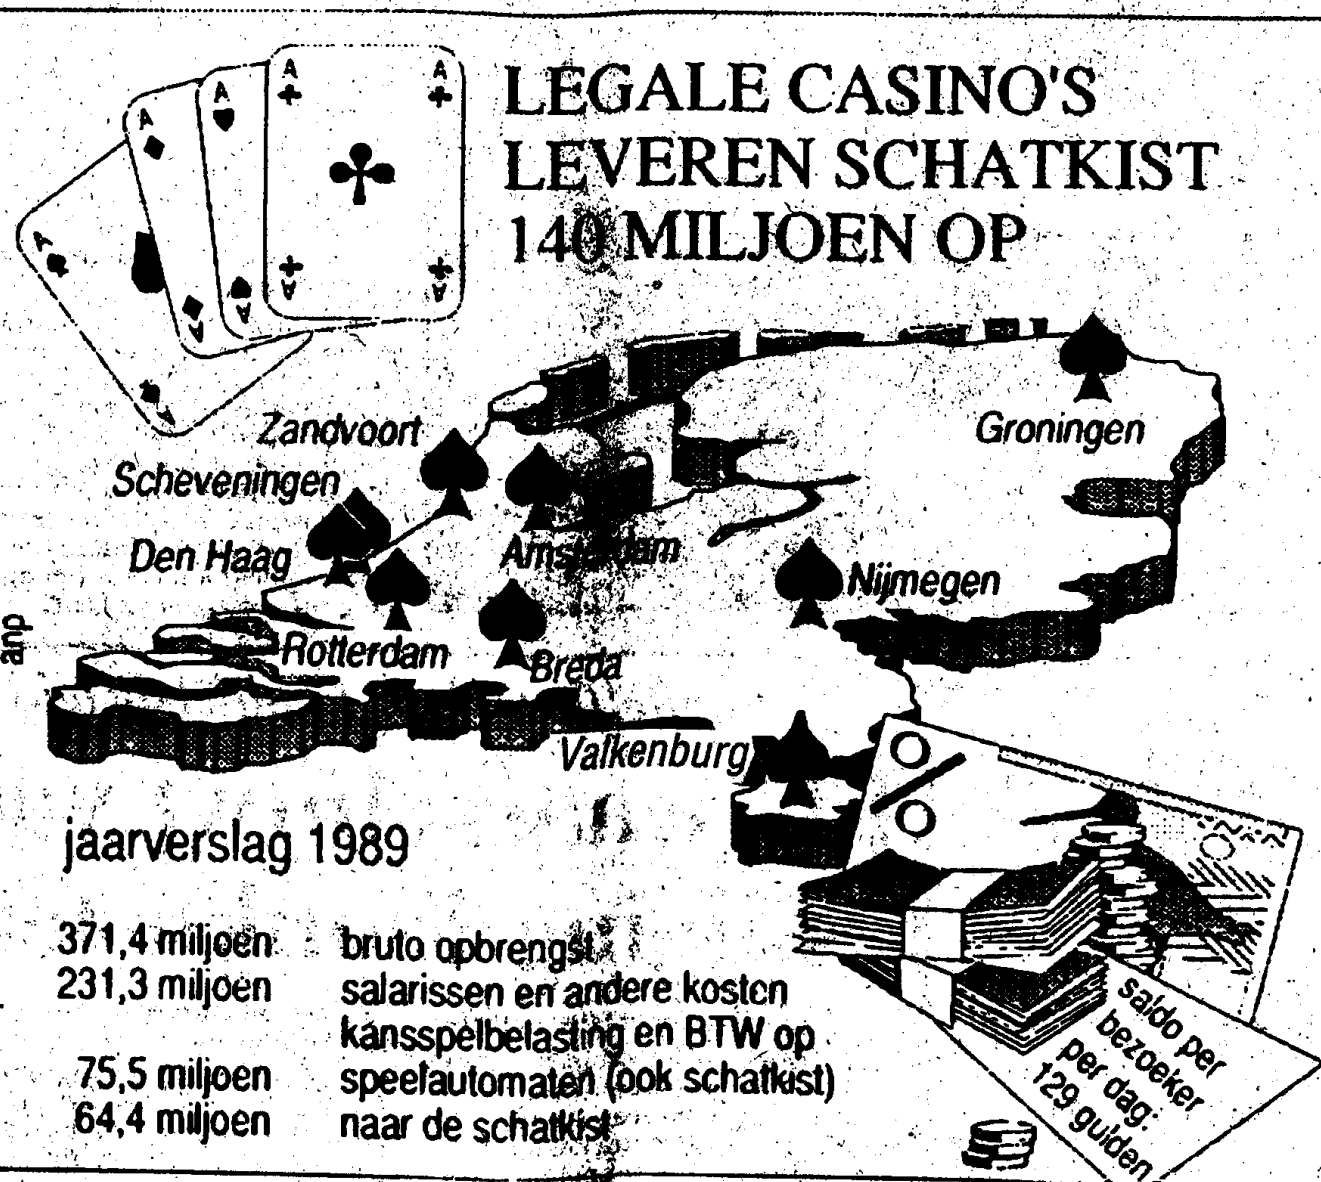 LEGALE CASINO'S
LEVEREN SCHATKIST
140 MILJOEN OP
A A
A
A
A
Zandvoort
Scheveningen
Den Haag
Rotterdam
Amsterdam
Breda
Groningen
Nijmegen
Valkenburg
anp
jaarverslag 1989
371,4 miljoen bruto opbrengst
231,3 miljoen salarissen en andere kosten
kansspelbelasting en BTW op
75,5 miljoen speelautomaten (ook schatkist)
64,4 miljoen naar de schatkist
saldo per
bezoeker
per dag:
129 gulden